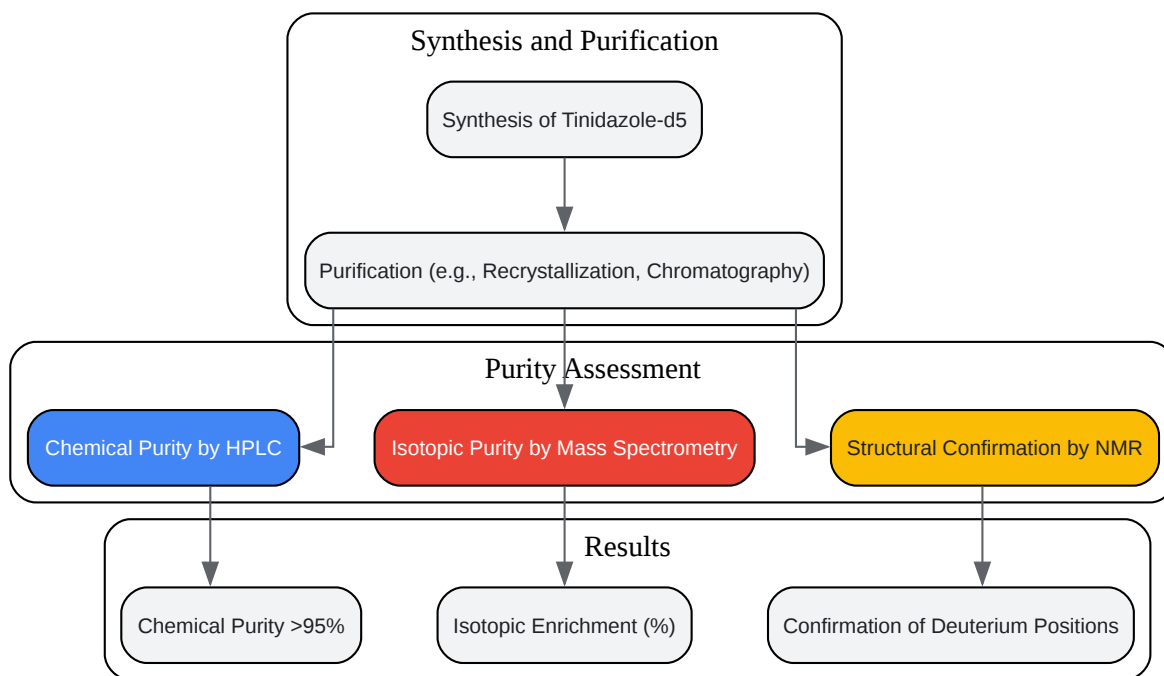 Synthesis and Purification
Synthesis of Tinidazole-d5
Purification (e.g., Recrystallization, Chromatography)
Purity Assessment
Chemical Purity by HPLC
Isotopic Purity by Mass Spectrometry
Structural Confirmation by NMR
Results
Chemical Purity >95%
Isotopic Enrichment (%)
Confirmation of Deuterium Positions